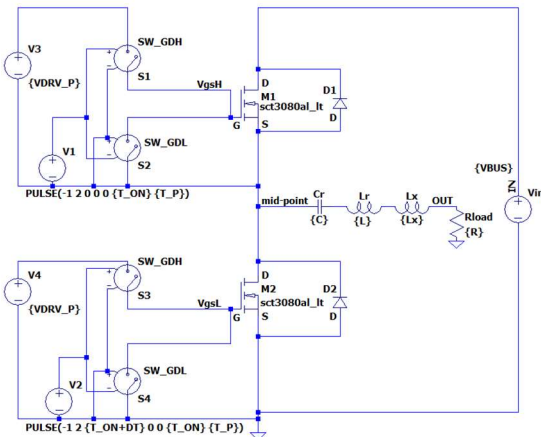 V3
{VDRV_P}
SW_GDH
S1
VgsH
D
M1
sct3080al_lt
G
S
D1
D
SW_GDL
S2
V1
PULSE(-1 2 0 0 0 {T_ON} {T_P})
mid-point
Cr
{C}
Lr
{L}
Lx
{Lx}
OUT
Rload
{R}
{VBUS}
IN
Vin
V4
{VDRV_P}
SW_GDH
S3
VgsL
D
M2
sct3080al_lt
G
S
D2
D
SW_GDL
S4
V2
PULSE(-1 2 {T_ON+DT} 0 0 {T_ON} {T_P})